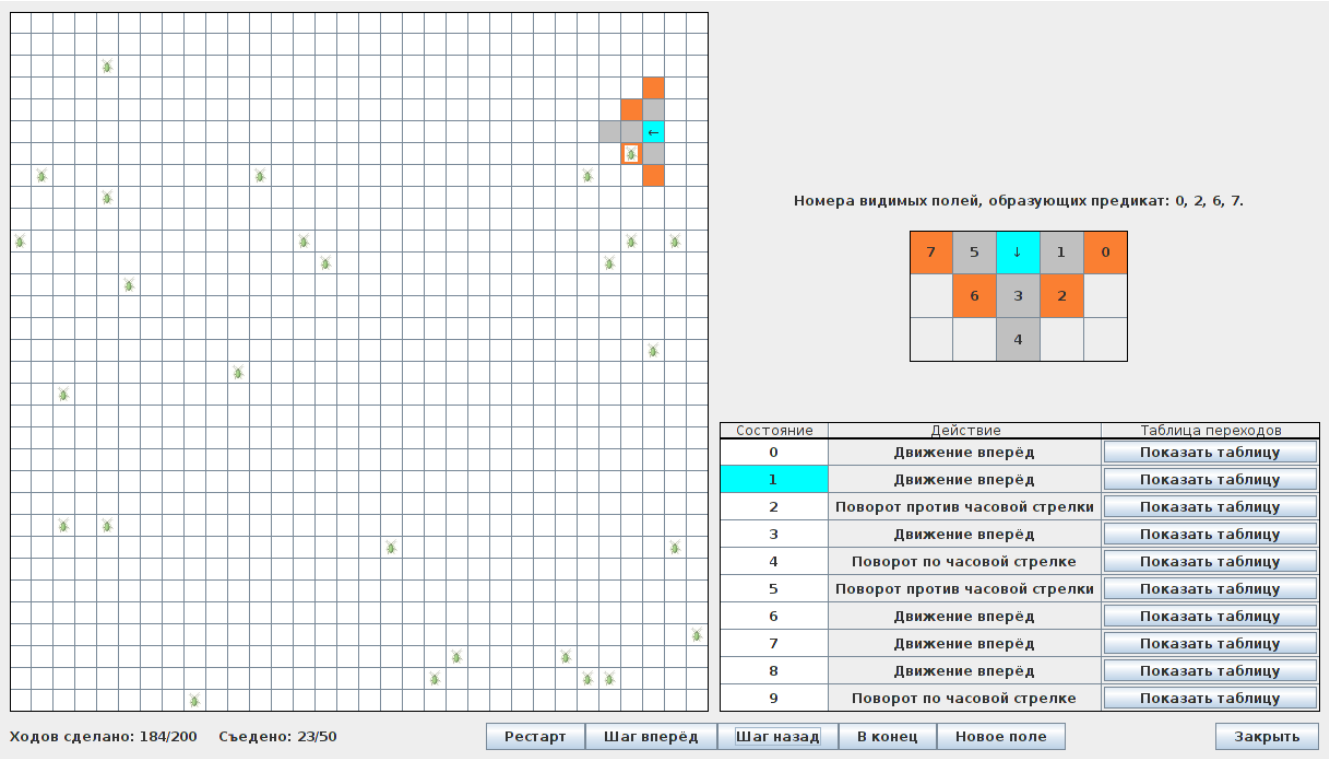 ←
Номера видимых полей, образующих предикат: 0, 2, 6, 7.
7 5 ↓ 1 0
6 3 2
4
Состояние Действие Таблица переходов
0 Движение вперёд Показать таблицу
1 Движение вперёд Показать таблицу
2 Поворот против часовой стрелки Показать таблицу
3 Движение вперёд Показать таблицу
4 Поворот по часовой стрелке Показать таблицу
5 Поворот против часовой стрелки Показать таблицу
6 Движение вперёд Показать таблицу
7 Движение вперёд Показать таблицу
8 Движение вперёд Показать таблицу
9 Поворот по часовой стрелке Показать таблицу
Ходов сделано: 184/200 Съедено: 23/50 Рестарт Шаг вперёд Шаг назад В конец Новое поле Закрыть